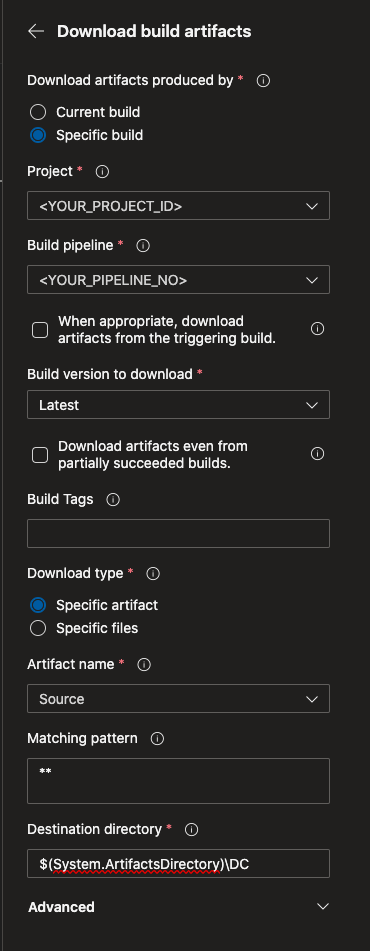 Download build artifacts
Download artifacts produced by *
Current build
Specific build
Project *
<YOUR_PROJECT_ID>
Build pipeline *
<YOUR_PIPELINE_NO>
When appropriate, download
artifacts from the triggering build.
Build version to download *
Latest
Download artifacts even from
partially succeeded builds.
Build Tags
Download type *
Specific artifact
Specific files
Artifact name *
Source
Matching pattern
**
Destination directory *
$(System.ArtifactsDirectory)\DC
Advanced